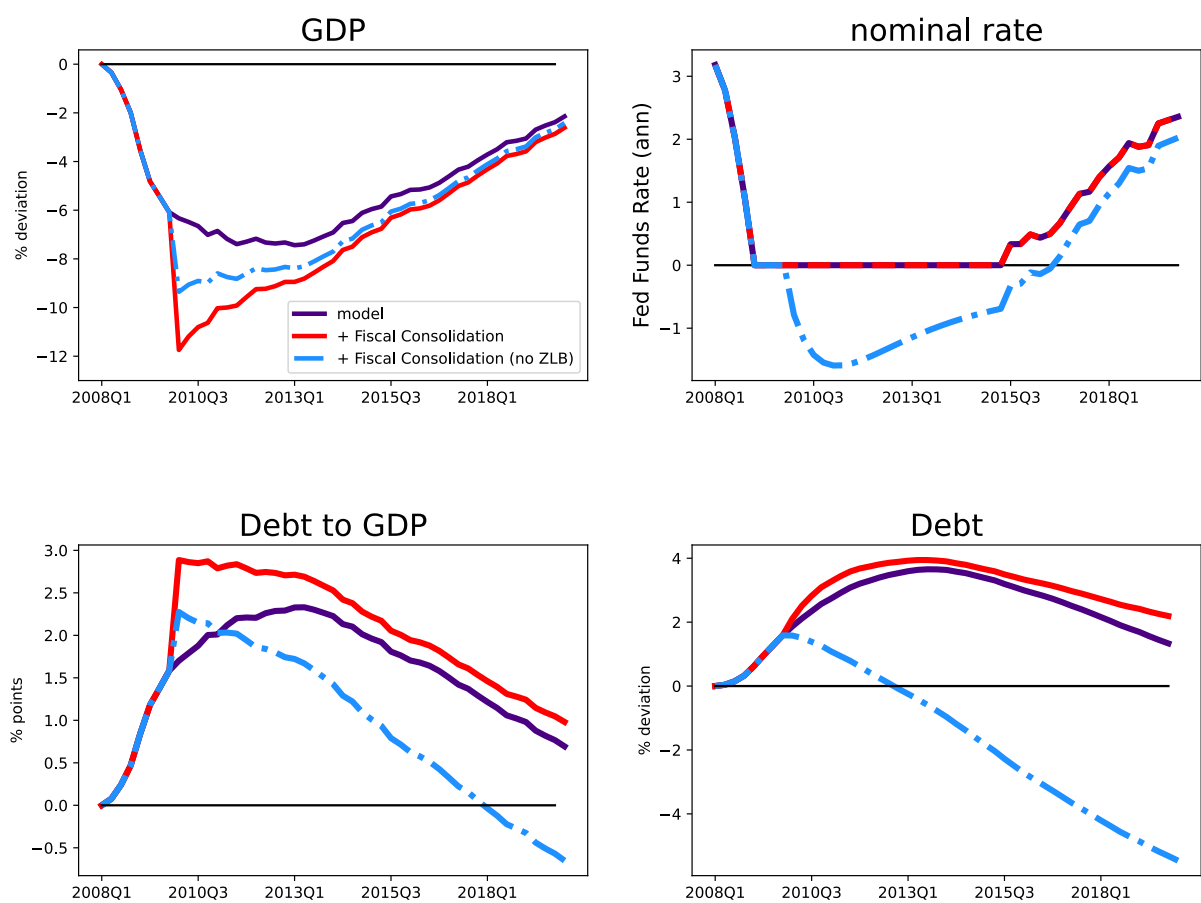 GDP
% deviation
0
−2
−4
−6
−8
−10
−12
model
+ Fiscal Consolidation
+ Fiscal Consolidation (no ZLB)
2008Q1 2010Q3 2013Q1 2015Q3 2018Q1
nominal rate
Fed Funds Rate (ann)
3
2
1
0
−1
2008Q1 2010Q3 2013Q1 2015Q3 2018Q1
Debt to GDP
% points
3.0
2.5
2.0
1.5
1.0
0.5
0.0
−0.5
2008Q1 2010Q3 2013Q1 2015Q3 2018Q1
Debt
% deviation
4
2
0
−2
−4
2008Q1 2010Q3 2013Q1 2015Q3 2018Q1